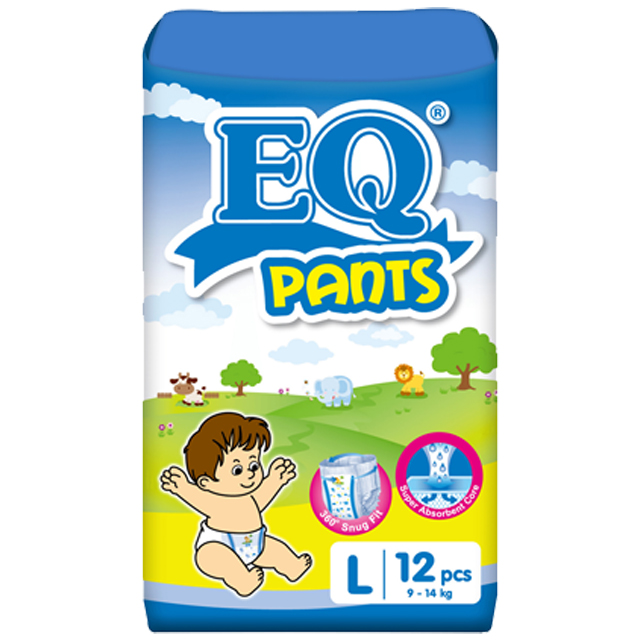 EQ®
PANTS
360° Snug Fit
Super Absorbent Core
L
12 pcs
9 - 14 kg